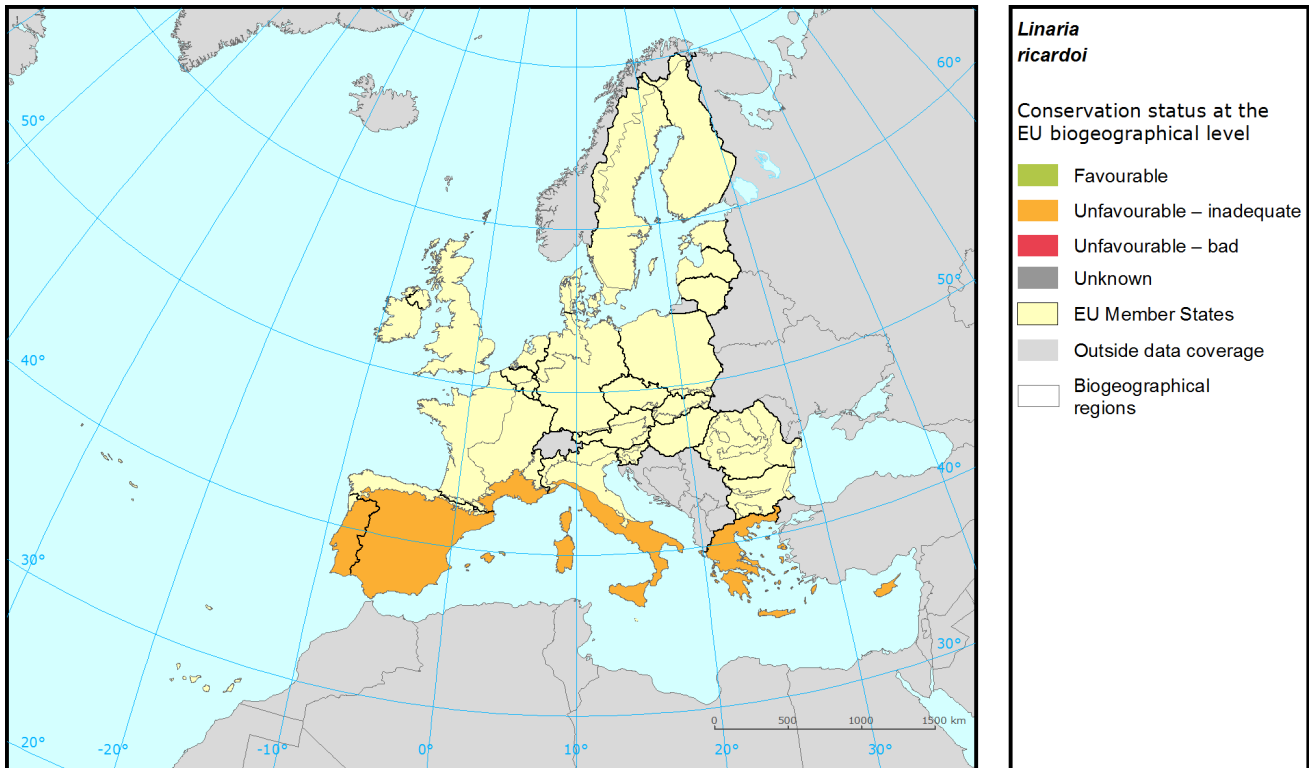 Linaria
ricardoi
Conservation status at the
EU biogeographical level
Favourable
Unfavourable – inadequate
Unfavourable – bad
Unknown
EU Member States
Outside data coverage
Biogeographical
regions
60°
50°
50°
40°
40°
30°
30°
0 500 1000 1500 km
20° -20° -10° 0° 10° 20° 30°